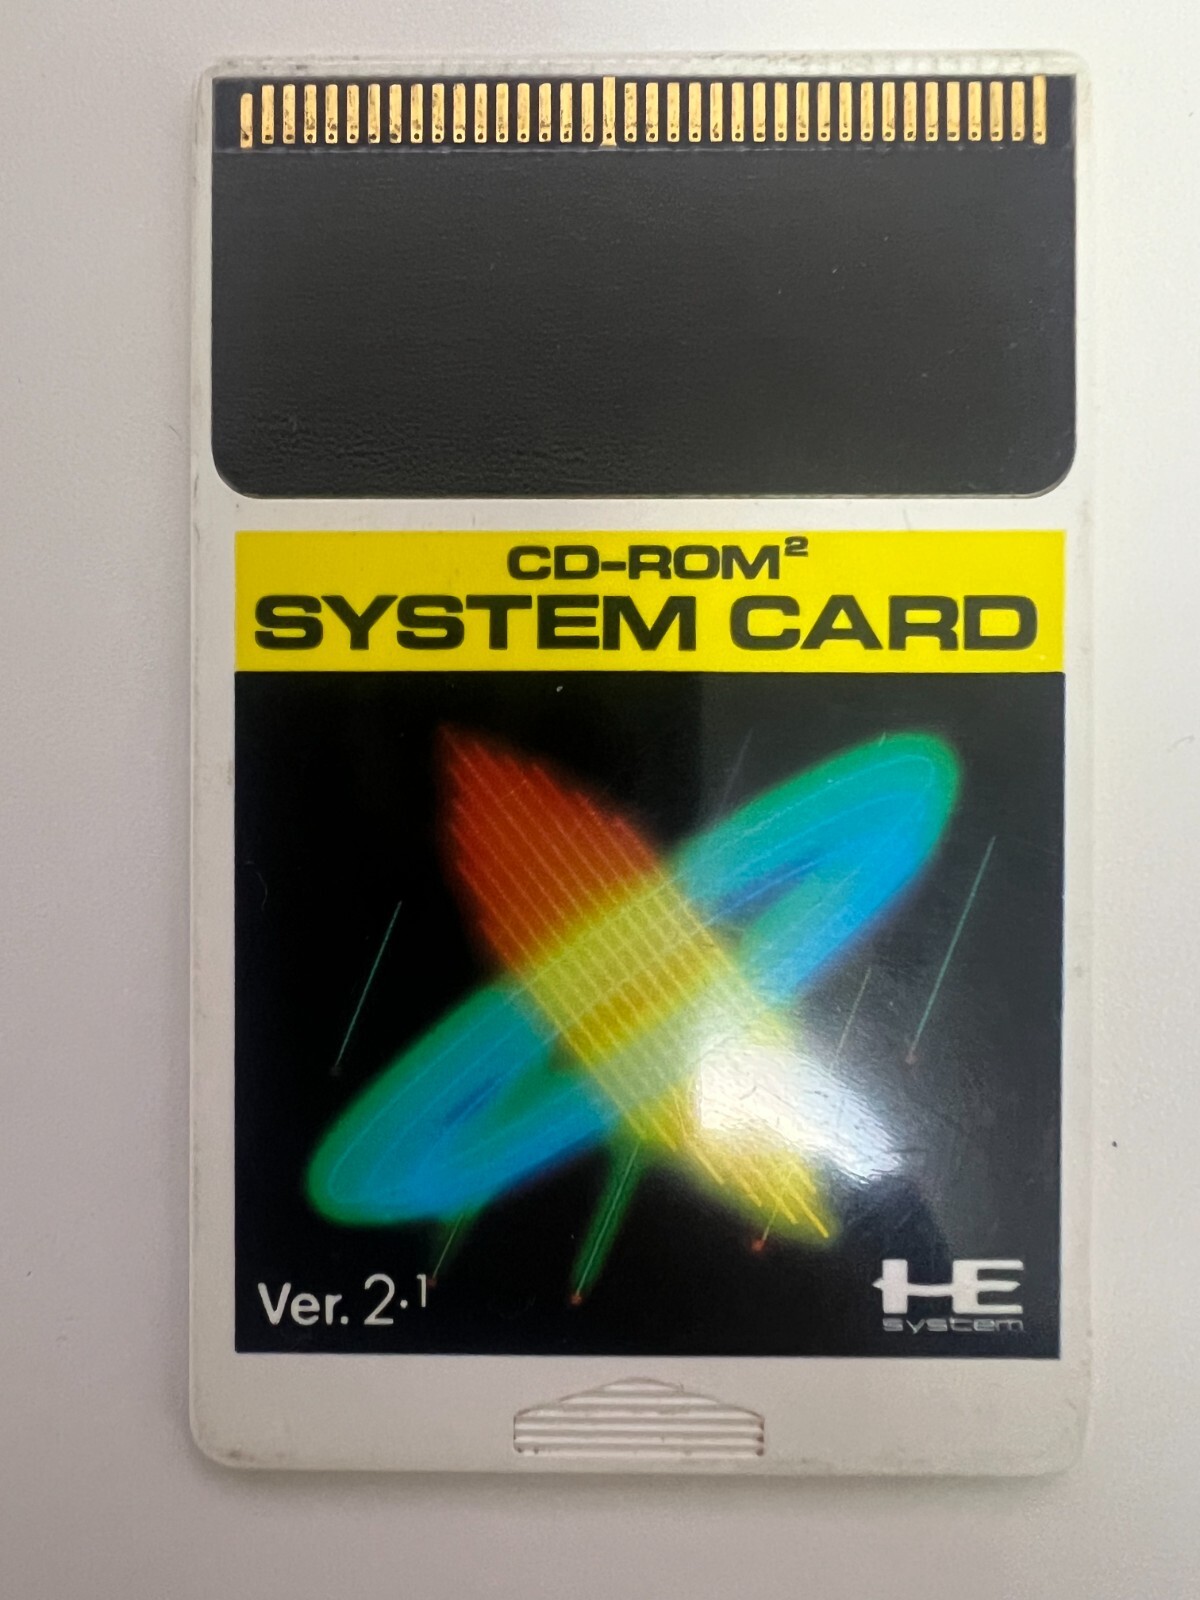 CD-ROM²
SYSTEM CARD
Ver. 2.1
HE
system